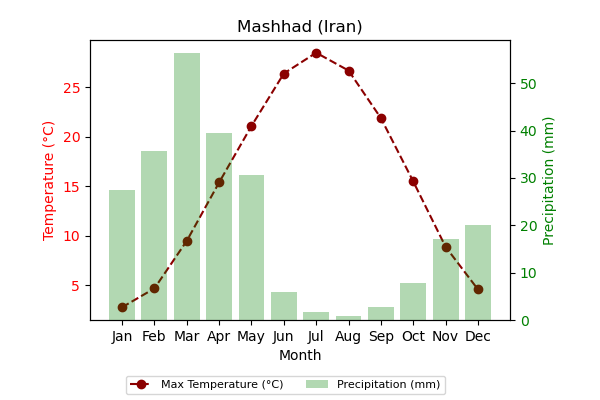 Mashhad (Iran)
Temperature (°C)
25
20
15
10
5
50
40
30
20
10
0
Precipitation (mm)
Jan Feb Mar Apr May Jun Jul Aug Sep Oct Nov Dec
Month
Max Temperature (°C) Precipitation (mm)